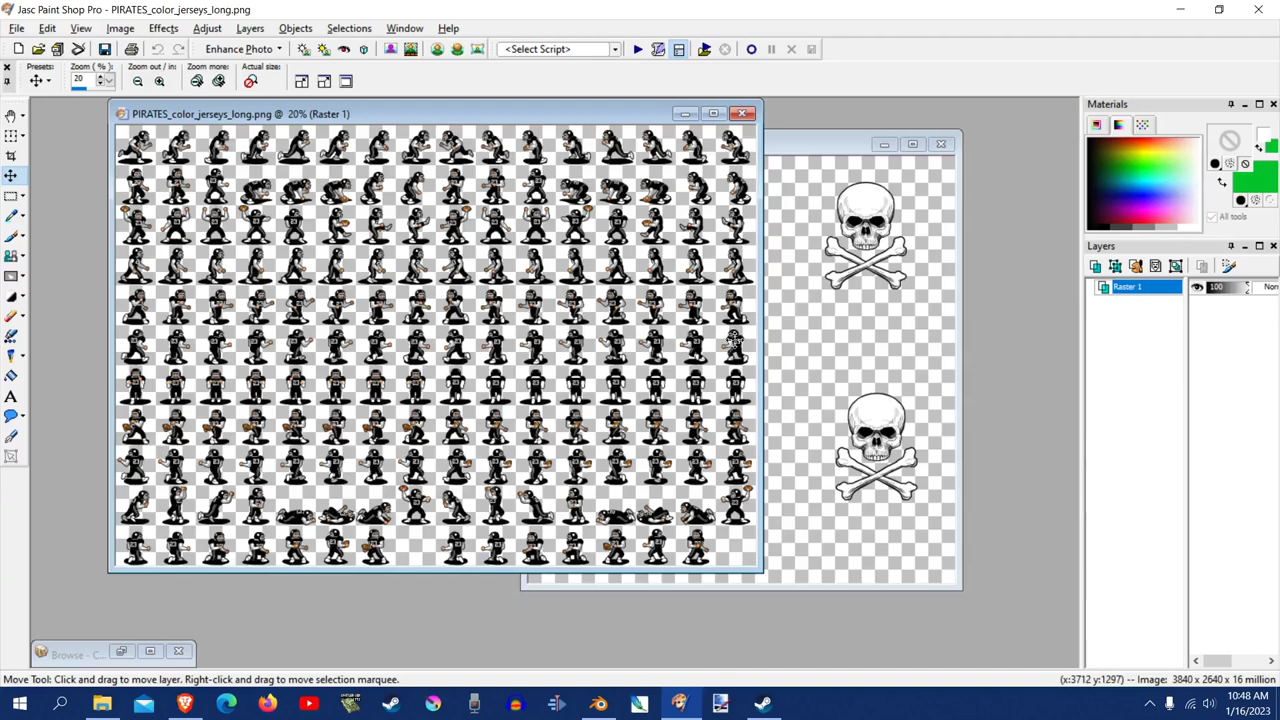 Jasc Paint Shop Pro - PIRATES_color_jerseys_long.png
File Edit View Image Effects Adjust Layers Objects Selections Window Help
Enhance Photo <Select Script>
Presets: Zoom ( % ): Zoom out / in: Zoom more: Actual size:
20
PIRATES_color_jerseys_long.png @ 20% (Raster 1)
Materials
All tools
Layers
Raster 1 100 Non
Browse - C...
Move Tool: Click and drag to move layer. Right-click and drag to move selection marquee.
(x:3712 y:1297) -- Image: 3840 x 2640 x 16 million
10:48 AM
1/16/2023